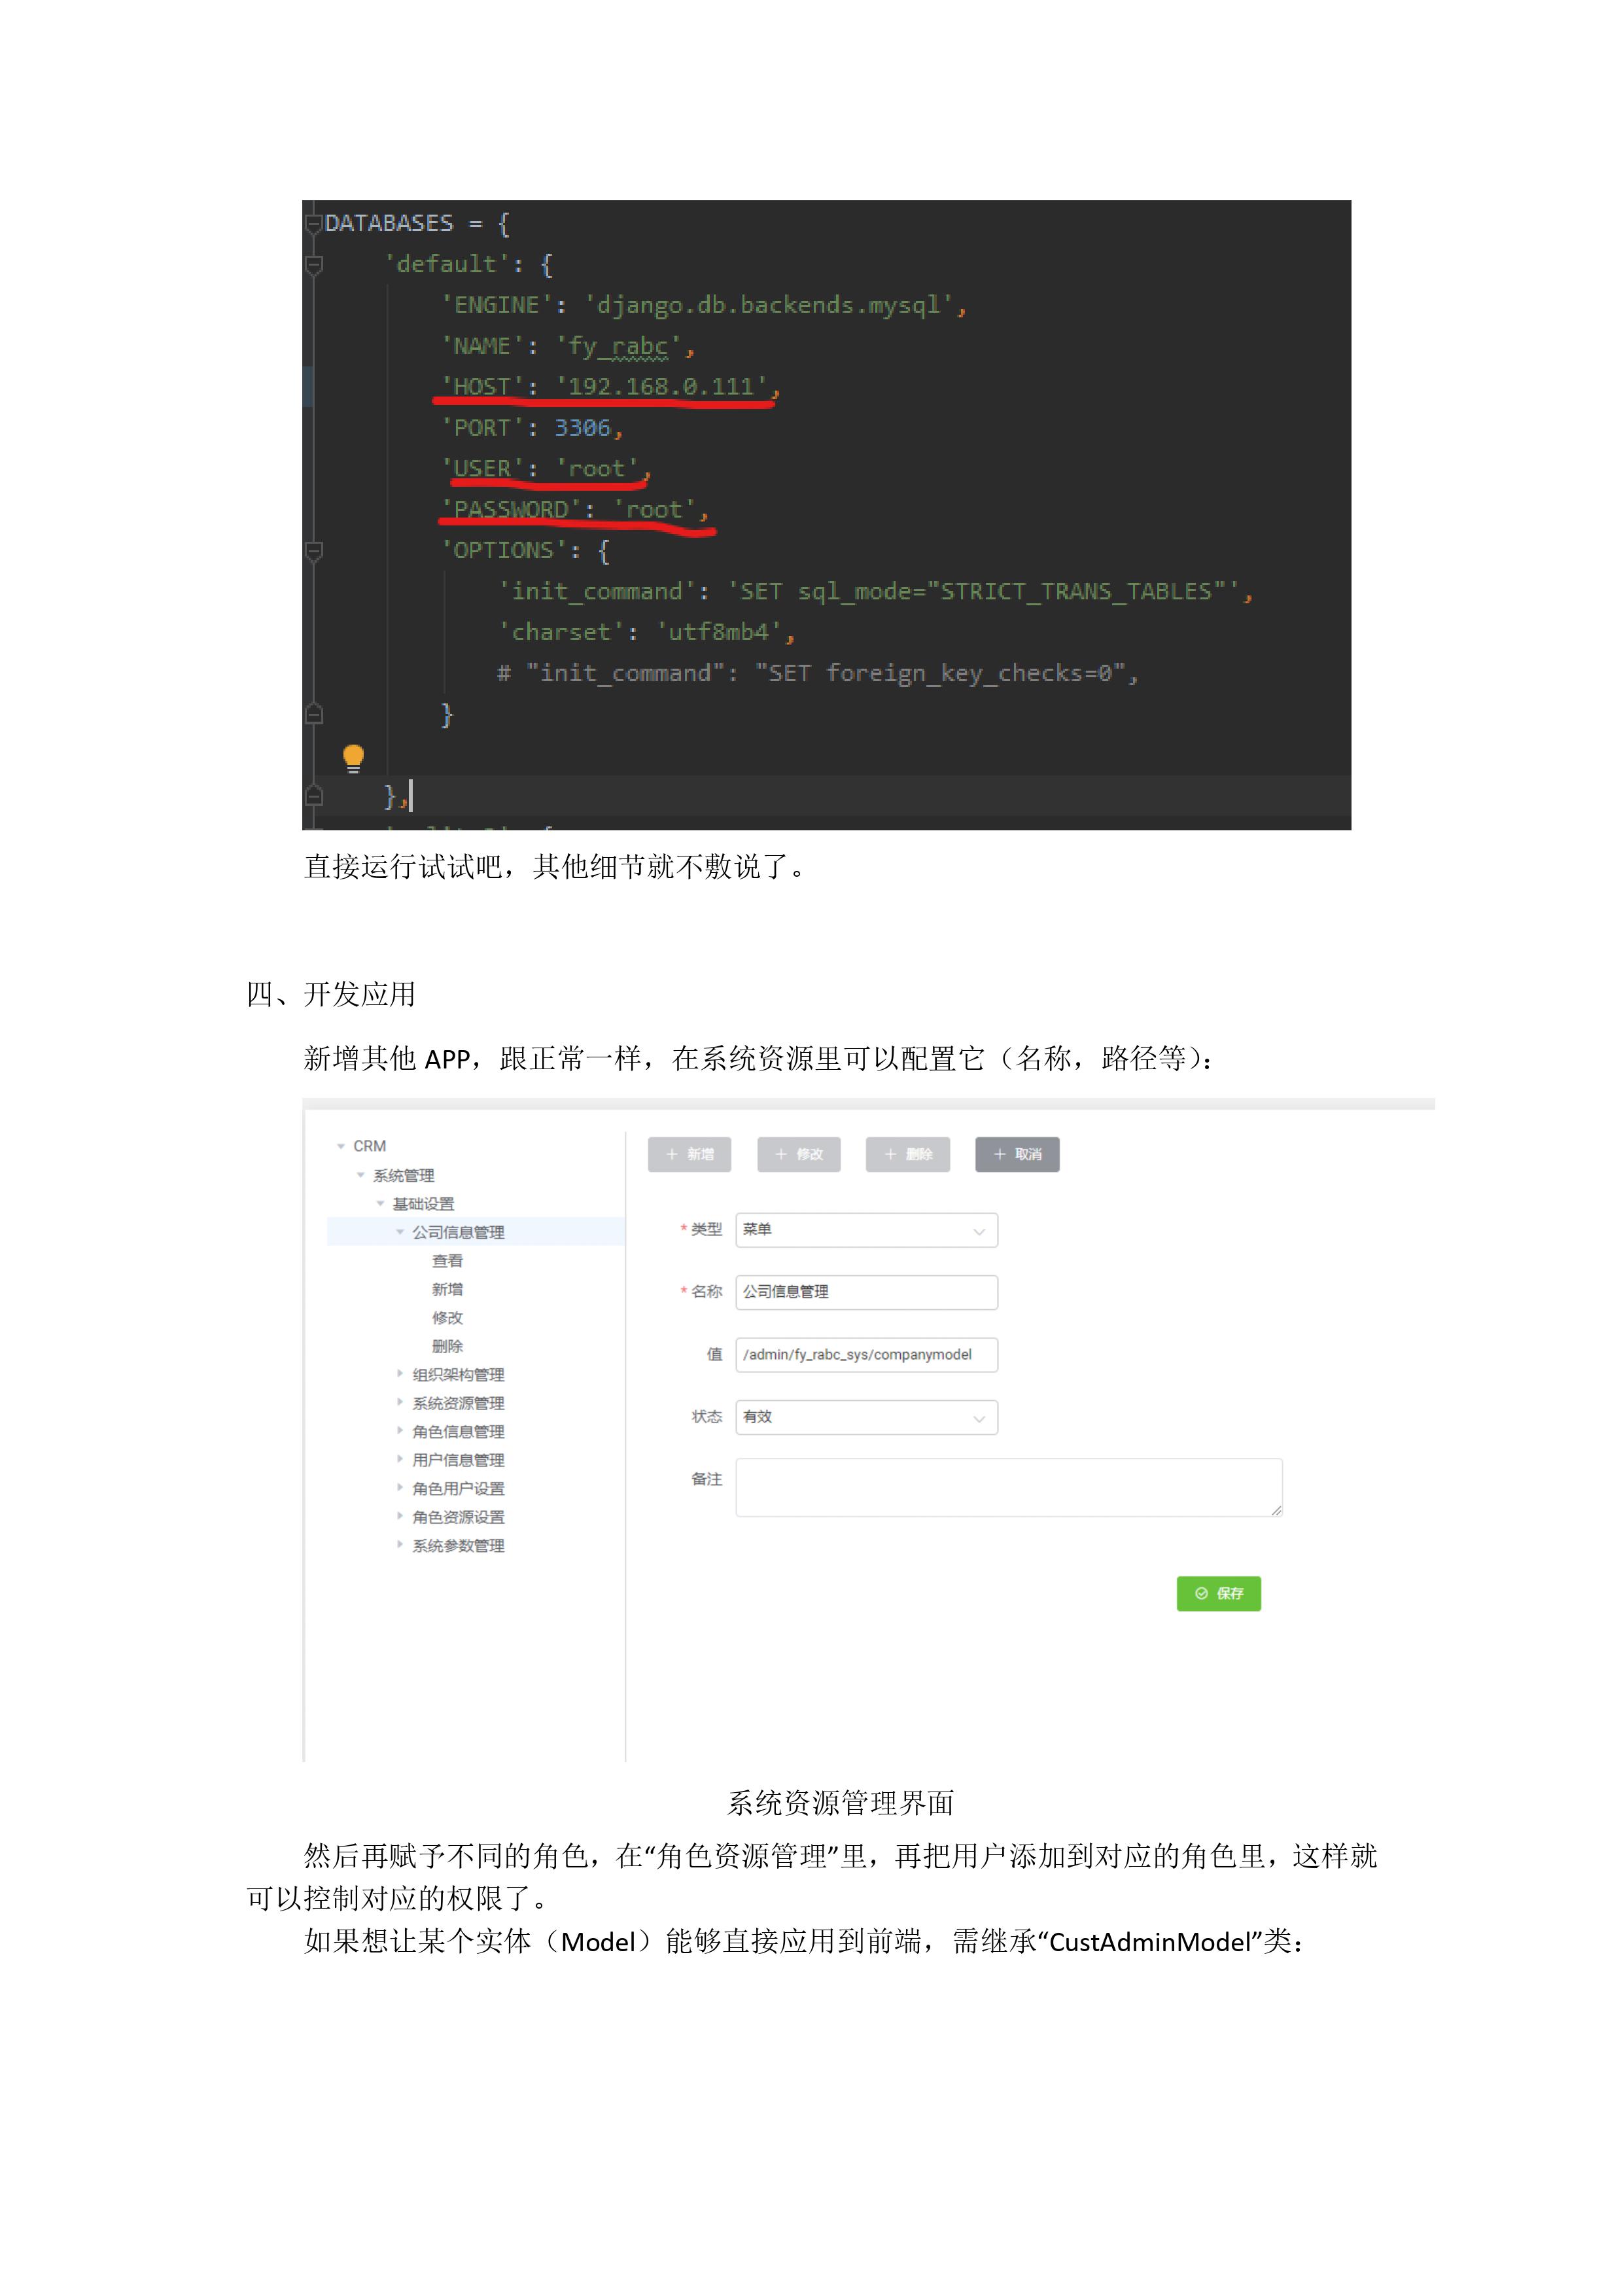 DATABASES = {
'default': {
'ENGINE': 'django.db.backends.mysql',
'NAME': 'fy_rabc',
'HOST': '192.168.0.111',
'PORT': 3306,
'USER': 'root',
'PASSWORD': 'root',
'OPTIONS': {
'init_command': 'SET sql_mode="STRICT_TRANS_TABLES"',
'charset': 'utf8mb4',
# "init_command": "SET foreign_key_checks=0",
}
},
直接运行试试吧，其他细节就不敷说了。
四、开发应用
新增其他 APP，跟正常一样，在系统资源里可以配置它（名称，路径等）：
CRM
系统管理
基础设置
公司信息管理
查看
新增
修改
删除
组织架构管理
系统资源管理
角色信息管理
用户信息管理
角色用户设置
角色资源设置
系统参数管理
+ 新增 + 修改 + 删除 + 取消
* 类型 菜单
* 名称 公司信息管理
值 /admin/fy_rabc_sys/companymodel
状态 有效
备注
保存
系统资源管理界面
然后再赋予不同的角色，在“角色资源管理”里，再把用户添加到对应的角色里，这样就
可以控制对应的权限了。
如果想让某个实体（Model）能够直接应用到前端，需继承“CustAdminModel”类：